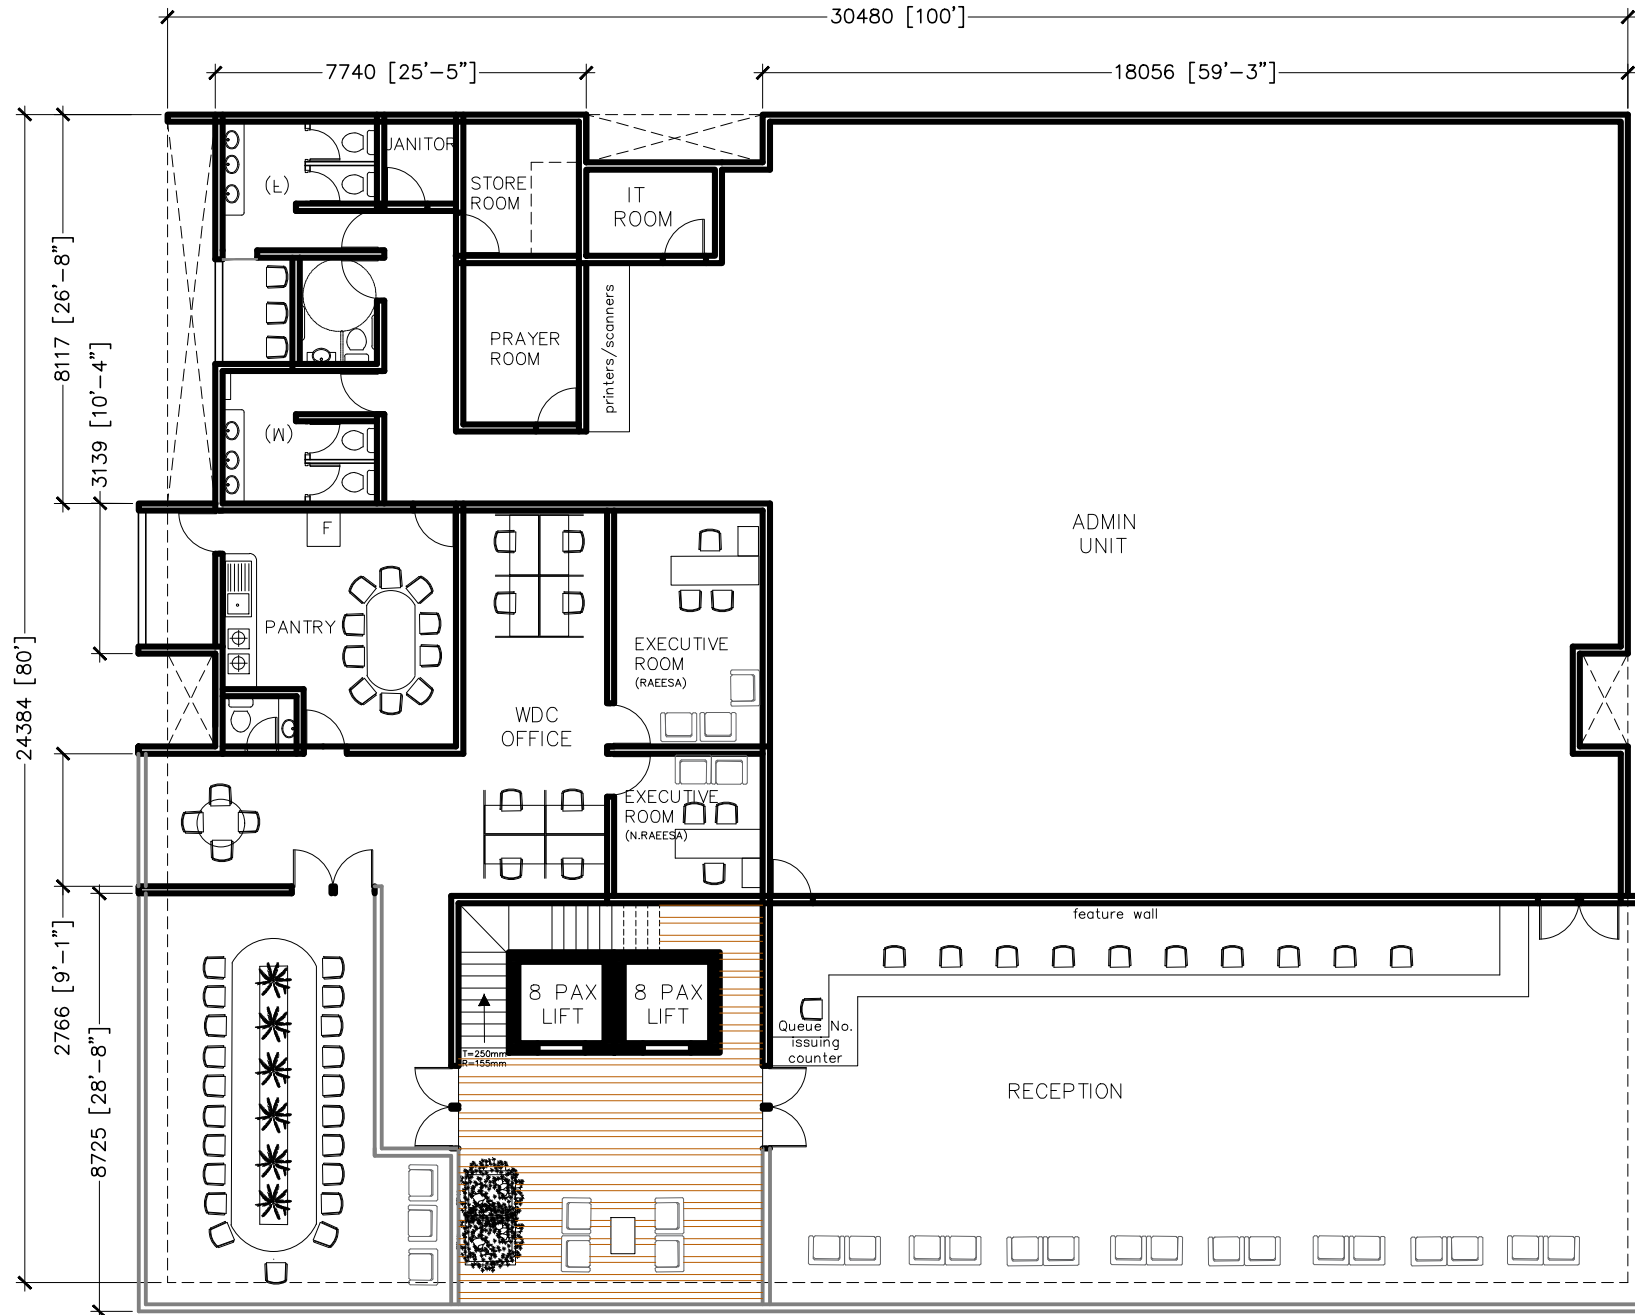 30480 [100']
7740 [25'-5"]
18056 [59'-3"]
JANITOR
(F)
STORE
ROOM
IT
ROOM
8117 [26'-8"]
PRAYER
ROOM
printers/scanners
3139 [10'-4"]
(M)
F
ADMIN
UNIT
PANTRY
EXECUTIVE
ROOM
(RAEESA)
24384 [80']
WDC
OFFICE
EXECUTIVE
ROOM
(N.RAEESA)
feature wall
2766 [9'-1"]
8 PAX
LIFT
8 PAX
LIFT
Queue No.
issuing
counter
T=250mm
R=155mm
RECEPTION
8725 [28'-8"]